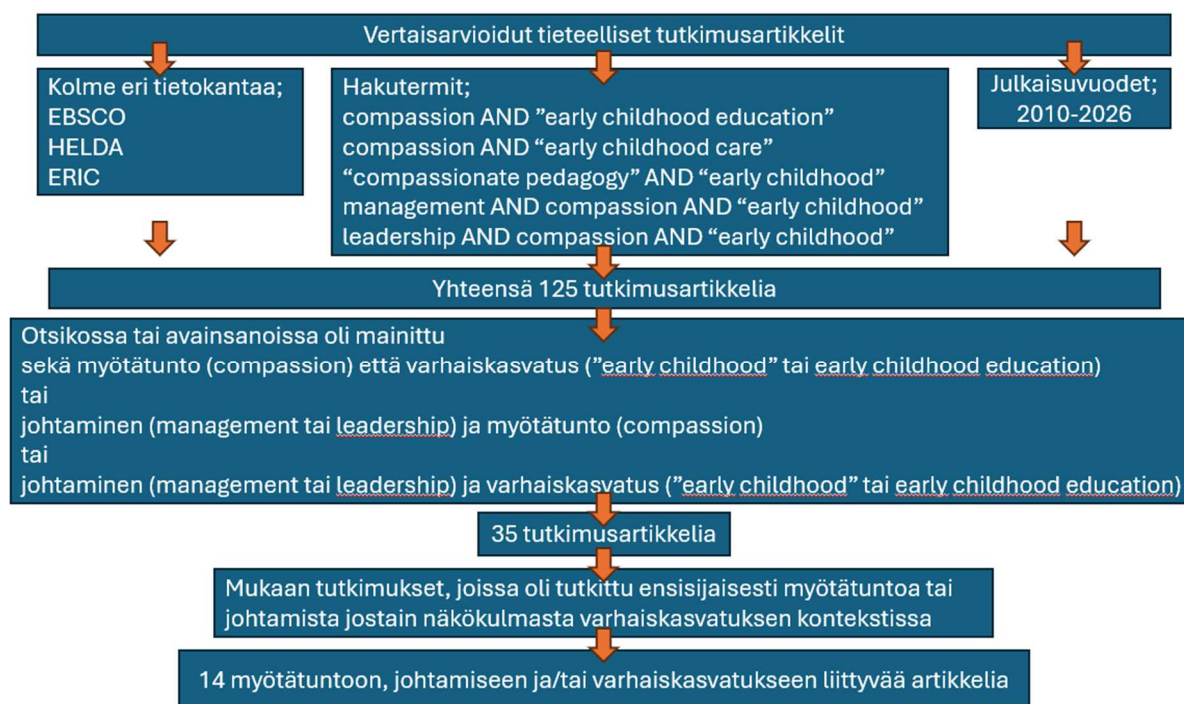 Vertaisarvioidut tieteelliset tutkimusartikkelit
Kolme eri tietokantaa;
EBSCO
HELDA
ERIC
Hakutermit;
compassion AND ”early childhood education”
compassion AND “early childhood care”
“compassionate pedagogy” AND “early childhood”
management AND compassion AND “early childhood”
leadership AND compassion AND “early childhood”
Julkaisuvuodet;
2010-2026
Yhteensä 125 tutkimusartikkelia
Otsikossa tai avainsanoissa oli mainittu
sekä myötätunto (compassion) että varhaiskasvatus (”early childhood” tai early childhood education)
tai
johtaminen (management tai leadership) ja myötätunto (compassion)
tai
johtaminen (management tai leadership) ja varhaiskasvatus (”early childhood” tai early childhood education)
35 tutkimusartikkelia
Mukaan tutkimukset, joissa oli tutkittu ensisijaisesti myötätuntoa tai
johtamista jostain näkökulmasta varhaiskasvatuksen kontekstissa
14 myötätuntoon, johtamiseen ja/tai varhaiskasvatukseen liittyvää artikkelia